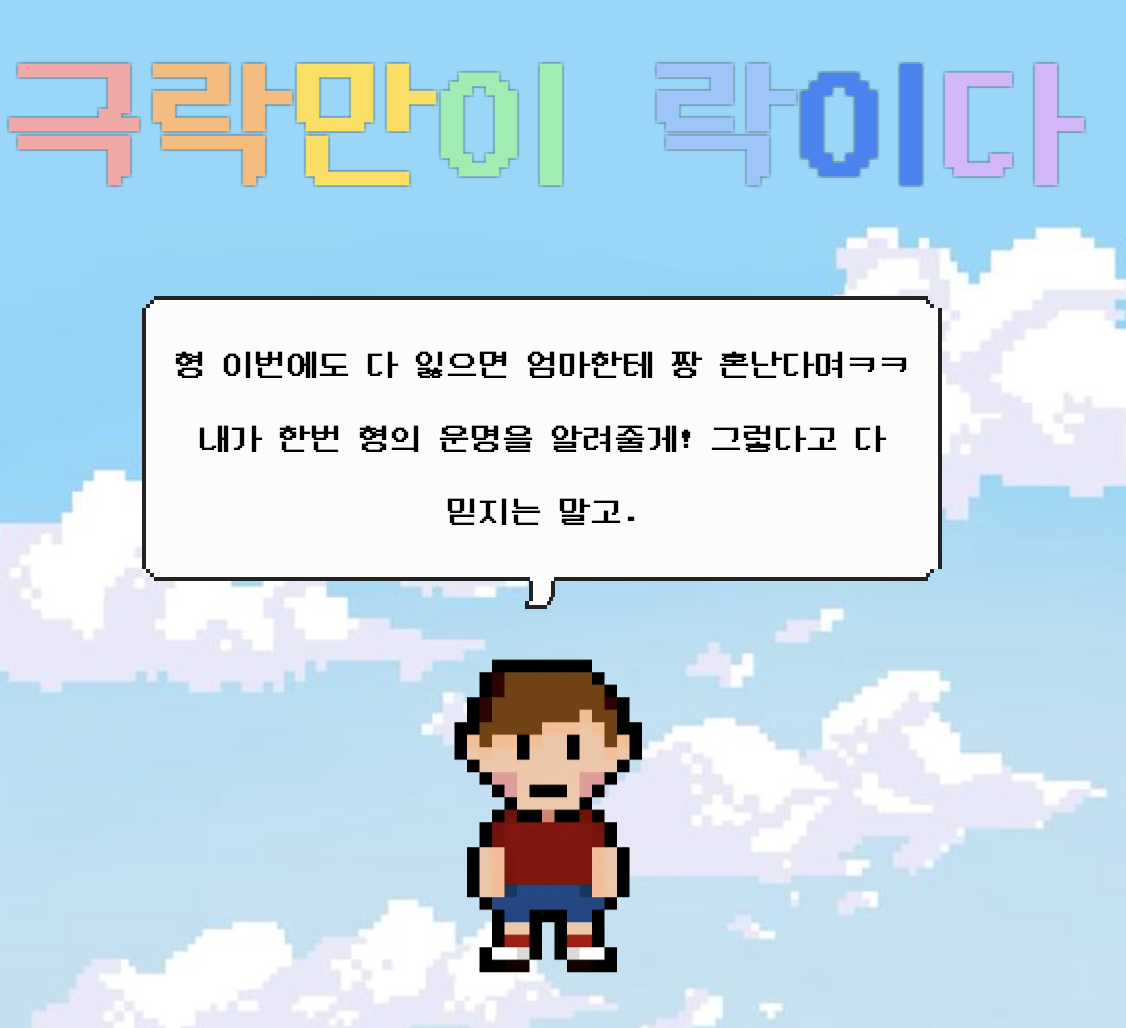 극락만이 락이다
형 이번에도 다 잃으면 엄마한테 짱 혼난다며ㅋㅋ
내가 한번 형의 운명을 알려줄게! 그렇다고 다
믿지는 말고.